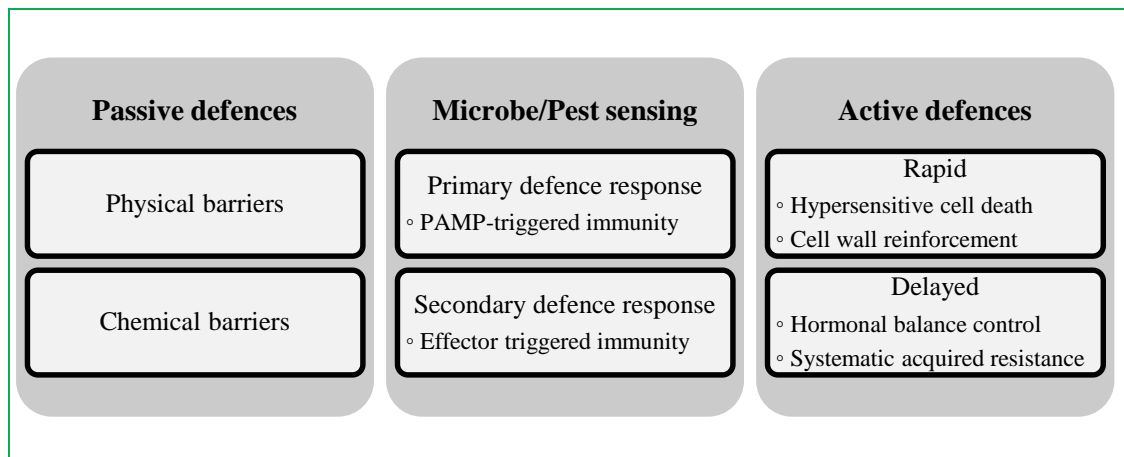 Passive defences
Physical barriers
Chemical barriers
Microbe/Pest sensing
Primary defence response
◦ PAMP-triggered immunity
Secondary defence response
◦ Effector triggered immunity
Active defences
Rapid
◦ Hypersensitive cell death
◦ Cell wall reinforcement
Delayed
◦ Hormonal balance control
◦ Systematic acquired resistance